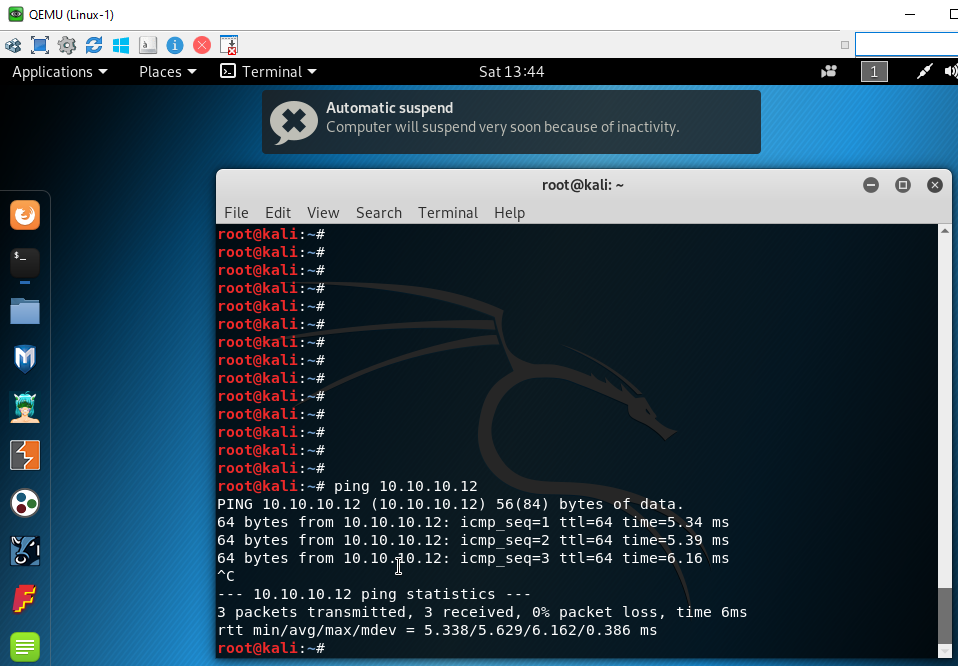 QEMU (Linux-1)
Applications Places Terminal Sat 13:44 1
Automatic suspend
Computer will suspend very soon because of inactivity.
root@kali: ~
File Edit View Search Terminal Help
root@kali:~#
root@kali:~#
root@kali:~#
root@kali:~#
root@kali:~#
root@kali:~#
root@kali:~#
root@kali:~#
root@kali:~#
root@kali:~#
root@kali:~#
root@kali:~#
root@kali:~#
root@kali:~#
root@kali:~# ping 10.10.10.12
PING 10.10.10.12 (10.10.10.12) 56(84) bytes of data.
64 bytes from 10.10.10.12: icmp_seq=1 ttl=64 time=5.34 ms
64 bytes from 10.10.10.12: icmp_seq=2 ttl=64 time=5.39 ms
64 bytes from 10.10.10.12: icmp_seq=3 ttl=64 time=6.16 ms
^C
--- 10.10.10.12 ping statistics ---
3 packets transmitted, 3 received, 0% packet loss, time 6ms
rtt min/avg/max/mdev = 5.338/5.629/6.162/0.386 ms
root@kali:~#